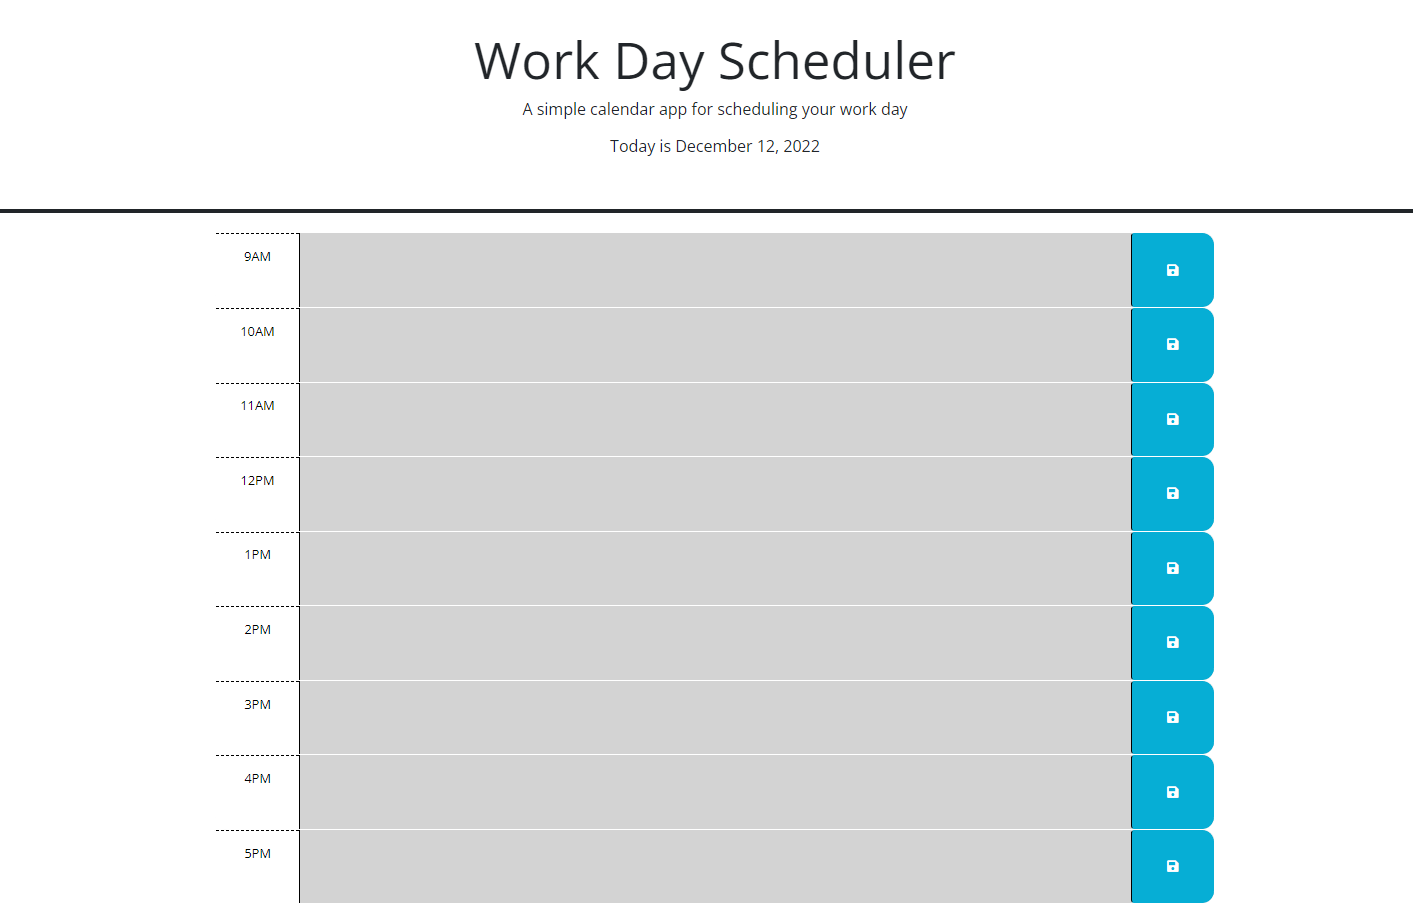 Work Day Scheduler
A simple calendar app for scheduling your work day
Today is December 12, 2022
9AM
10AM
11AM
12PM
1PM
2PM
3PM
4PM
5PM